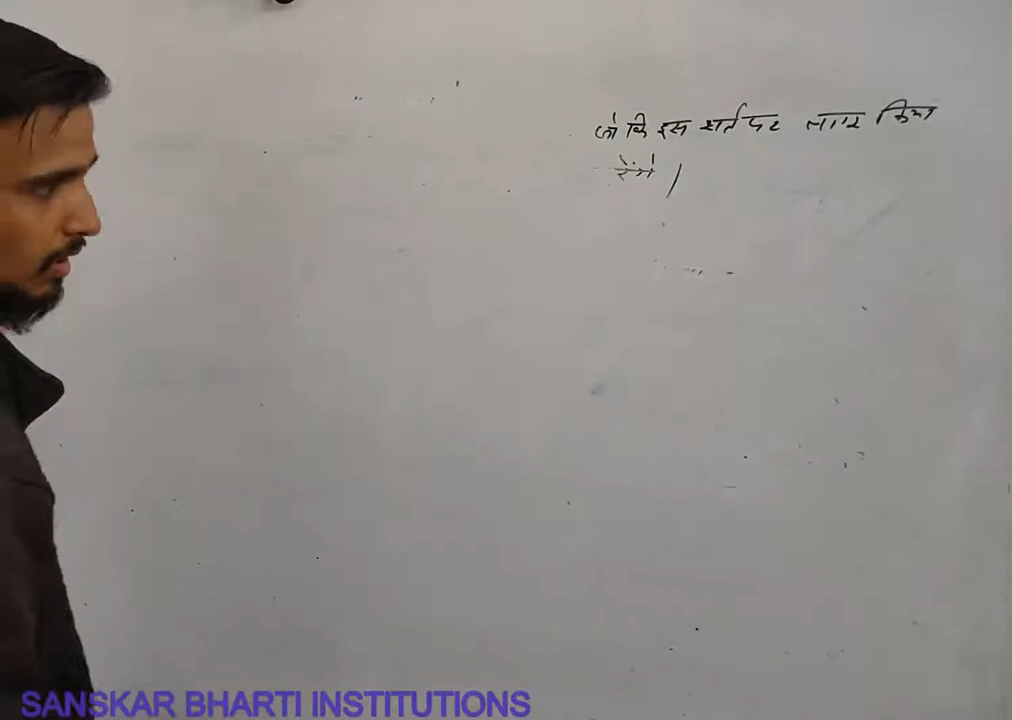 जो कि इस शर्त पर लागू किया
SANSKAR BHARTI INSTITUTIONS